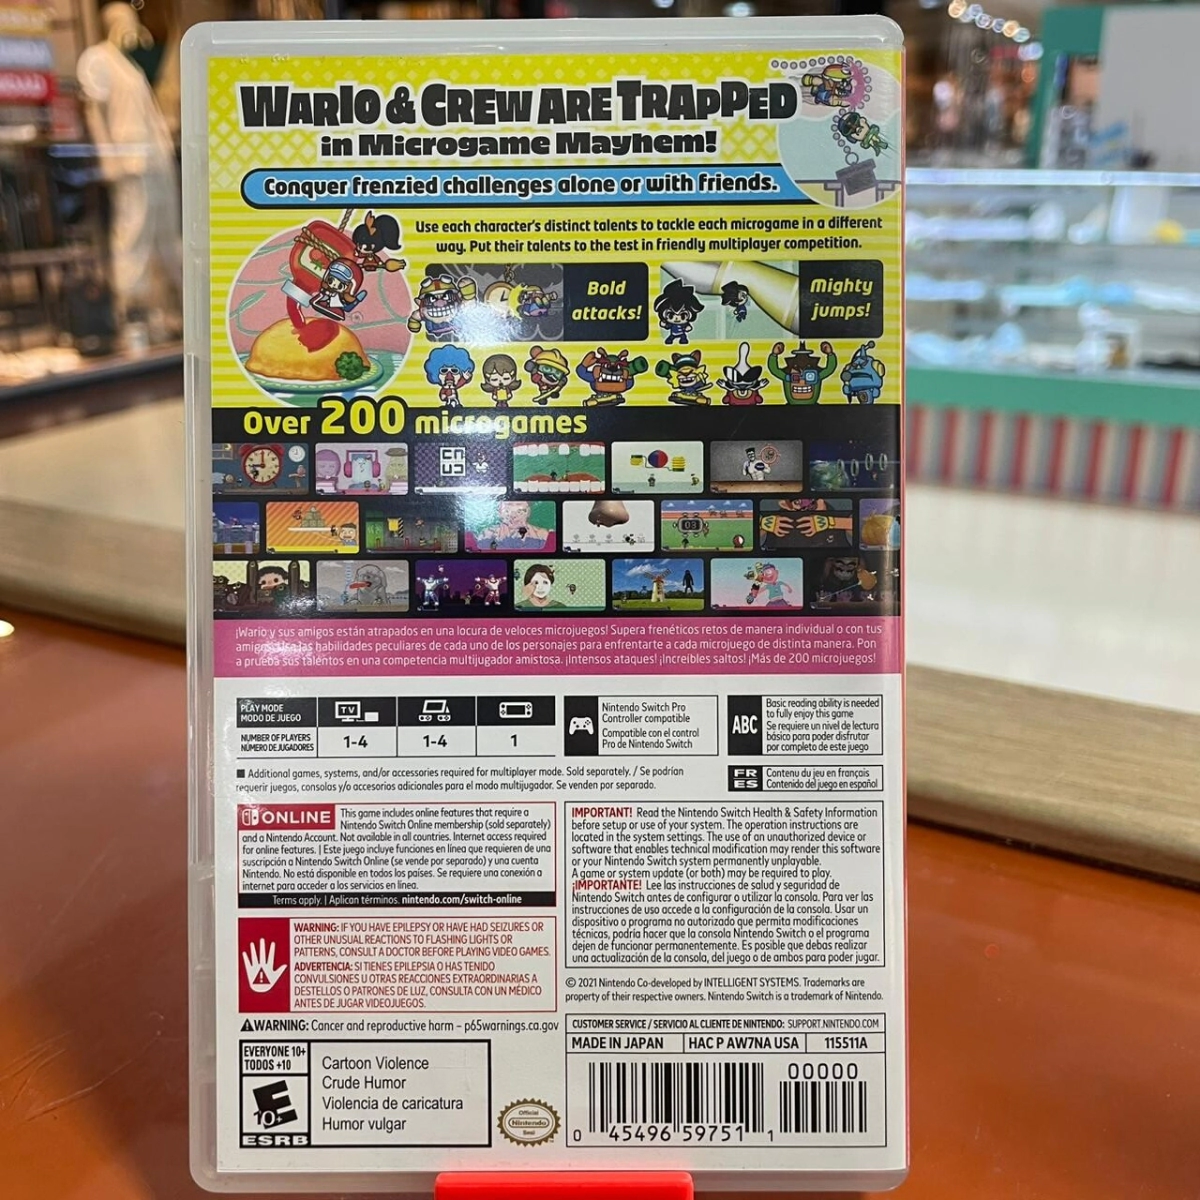 WARIO & CREW ARE TRAPPED
in Microgame Mayhem!
Conquer frenzied challenges alone or with friends.
Use each character's distinct talents to tackle each microgame in a different
way. Put their talents to the test in friendly multiplayer competition.
Bold
attacks!
Mighty
jumps!
Over 200 microgames
¡Wario y sus amigos están atrapados en una locura de veloces microjuegos! Supera frenéticos retos de manera individual o con tus
amigos. Usa las habilidades peculiares de cada uno de los personajes para enfrentarte a cada microjuego de distinta manera. Pon
a prueba sus talentos en una competencia multijugador amistosa. ¡Intensos ataques! ¡Increíbles saltos! ¡Más de 200 microjuegos!
PLAY MODE
MODO DE JUEGO
TV
NUMBER OF PLAYERS
NÚMERO DE JUGADORES
1-4
1-4
1
Nintendo Switch Pro
Controller compatible
Compatible con el control
Pro de Nintendo Switch
ABC
Basic reading ability is needed
to fully enjoy this game
Se requiere un nivel de lectura
básico para poder disfrutar
por completo de este juego
Additional games, systems, and/or accessories required for multiplayer mode. Sold separately. / Se podrían
requerir juegos, consolas y/o accesorios adicionales para el modo multijugador. Se venden por separado.
FR
ES
Contenu du jeu en français
Contenido del juego en español
ONLINE
This game includes online features that require a
Nintendo Switch Online membership (sold separately)
and a Nintendo Account. Not available in all countries. Internet access required
for online features. | Este juego incluye funciones en línea que requieren de una
suscripción a Nintendo Switch Online (se vende por separado) y una cuenta
Nintendo. No está disponible en todos los países. Se requiere una conexión a
internet para acceder a los servicios en línea.
Terms apply. | Aplican términos. nintendo.com/switch-online
IMPORTANT! Read the Nintendo Switch Health & Safety Information
before setup or use of your system. The operation instructions are
located in the system settings. The use of an unauthorized device or
software that enables technical modification may render this software
or your Nintendo Switch system permanently unplayable.
A game or system update (or both) may be required to play.
¡IMPORTANTE! Lee las instrucciones de salud y seguridad de
Nintendo Switch antes de configurar o utilizar la consola. Para ver las
instrucciones de uso accede a la configuración de la consola. Usar un
dispositivo o programa no autorizado que permita modificaciones
técnicas, podría hacer que la consola Nintendo Switch o el programa
dejen de funcionar permanentemente. Es posible que debas realizar
una actualización de la consola, del juego o de ambos para poder jugar.
WARNING: IF YOU HAVE EPILEPSY OR HAVE HAD SEIZURES OR
OTHER UNUSUAL REACTIONS TO FLASHING LIGHTS OR
PATTERNS, CONSULT A DOCTOR BEFORE PLAYING VIDEO GAMES.
ADVERTENCIA: SI TIENES EPILEPSIA O HAS TENIDO
CONVULSIONES U OTRAS REACCIONES EXTRAORDINARIAS A
DESTELLOS O PATRONES DE LUZ, CONSULTA CON UN MÉDICO
ANTES DE JUGAR VIDEOJUEGOS.
© 2021 Nintendo Co-developed by INTELLIGENT SYSTEMS. Trademarks are
property of their respective owners. Nintendo Switch is a trademark of Nintendo.
WARNING: Cancer and reproductive harm – p65warnings.ca.gov
CUSTOMER SERVICE / SERVICIO AL CLIENTE DE NINTENDO: SUPPORT.NINTENDO.COM
MADE IN JAPAN
HAC P AW7NA USA
115511A
EVERYONE 10+
TODOS +10
E
10+
ESRB
Cartoon Violence
Crude Humor
Violencia de caricatura
Humor vulgar
Official
Nintendo
Seal
00000
0 45496 59751 1